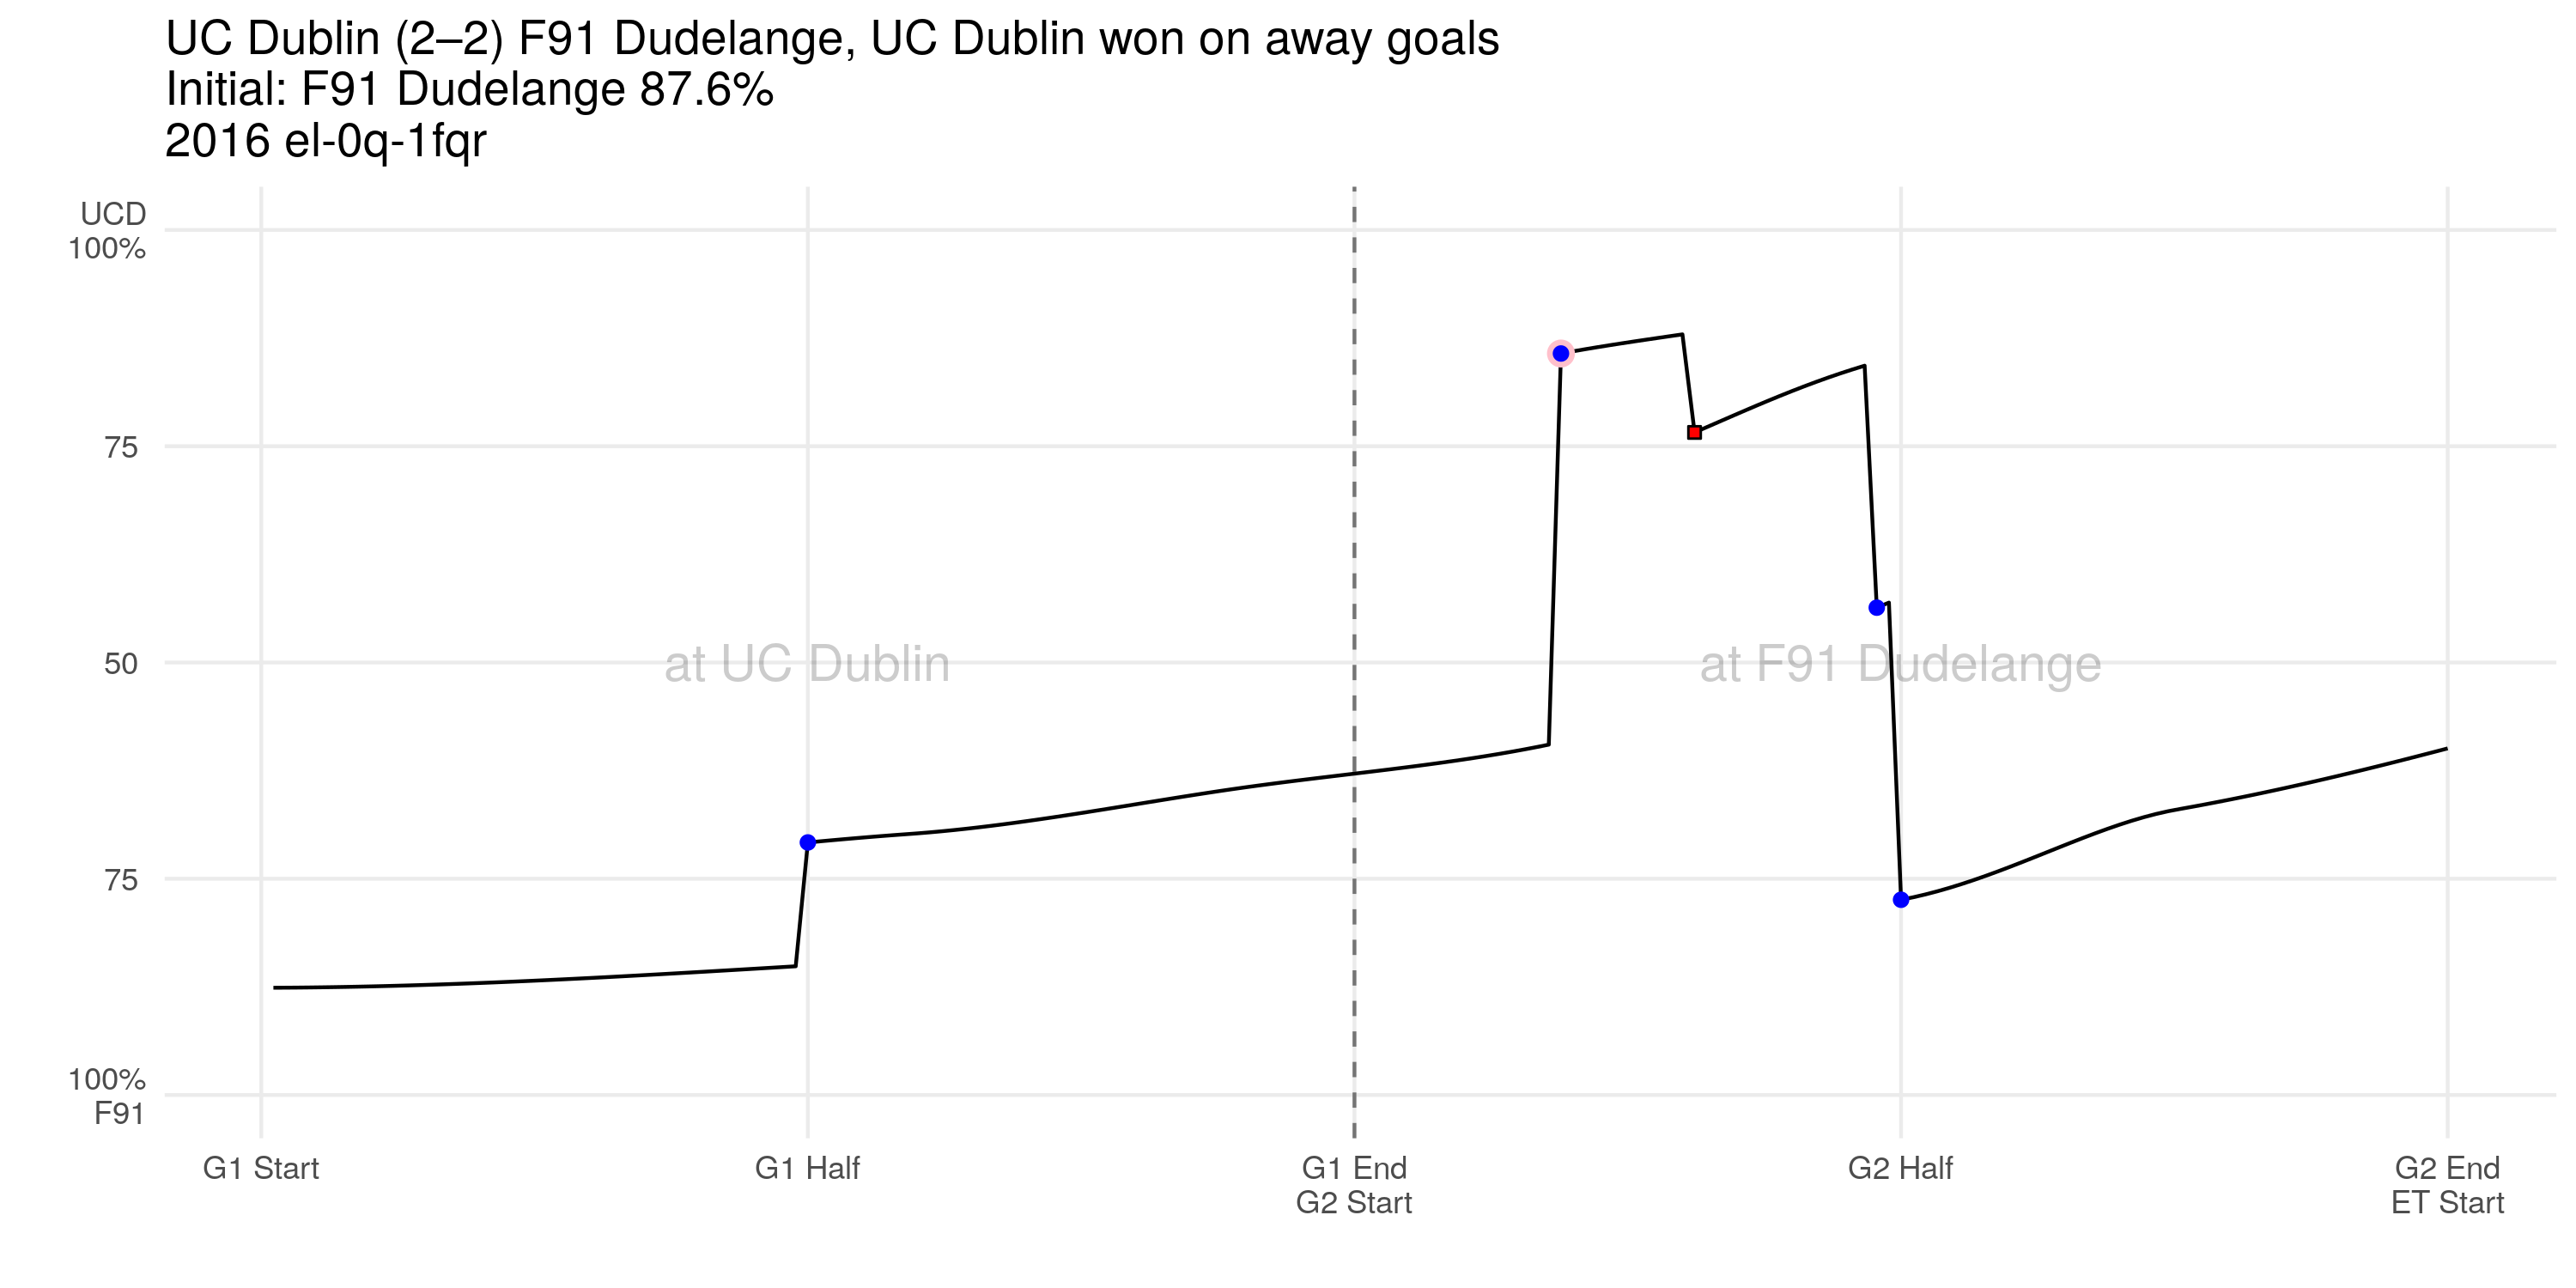 UC Dublin (2–2) F91 Dudelange, UC Dublin won on away goals
Initial: F91 Dudelange 87.6%
2016 el-0q-1fqr
UCD
100%
75
50
75
100%
F91
at UC Dublin
at F91 Dudelange
G1 Start
G1 Half
G1 End
G2 Start
G2 Half
G2 End
ET Start